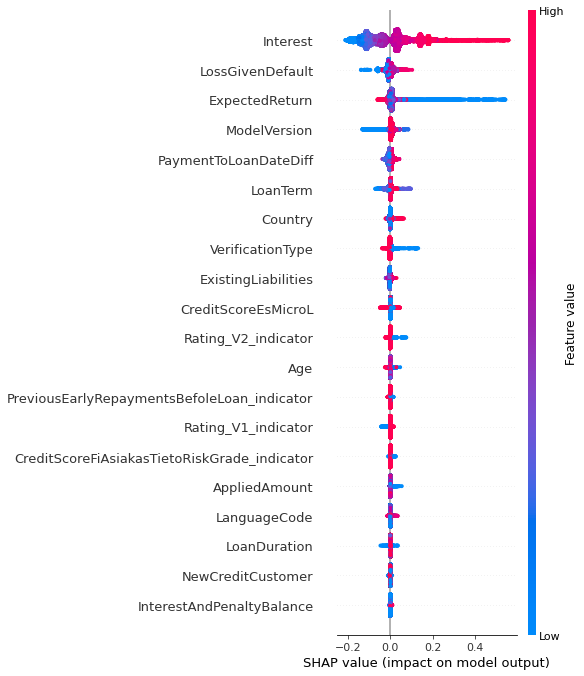 High
Interest
LossGivenDefault
ExpectedReturn
ModelVersion
PaymentToLoanDateDiff
LoanTerm
Country
VerificationType
ExistingLiabilities
CreditScoreEsMicroL
Rating_V2_indicator
Age
PreviousEarlyRepaymentsBefoleLoan_indicator
Rating_V1_indicator
CreditScoreFiAsiakasTietoRiskGrade_indicator
AppliedAmount
LanguageCode
LoanDuration
NewCreditCustomer
InterestAndPenaltyBalance
Feature value
Low
−0.2 0.0 0.2 0.4
SHAP value (impact on model output)